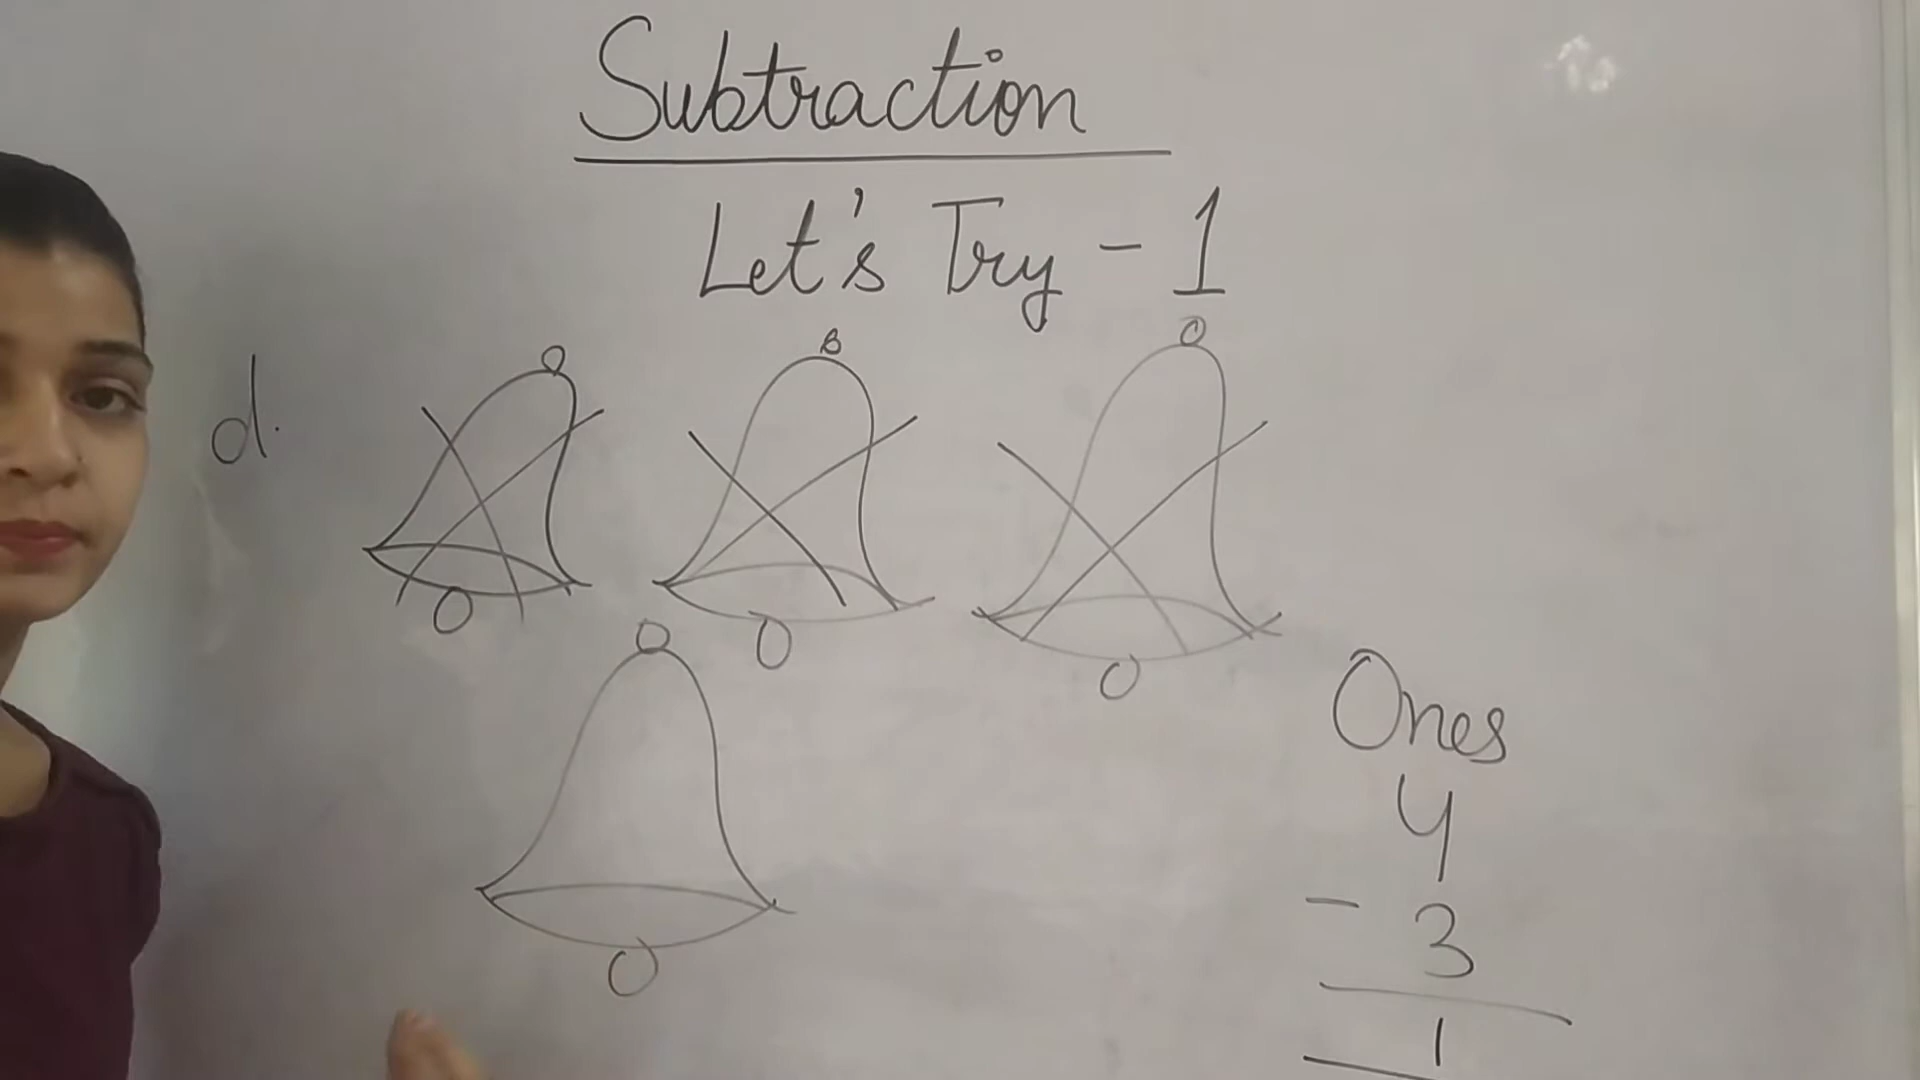 Subtraction
Let's Try - 1
d.
Ones
4
- 3
1